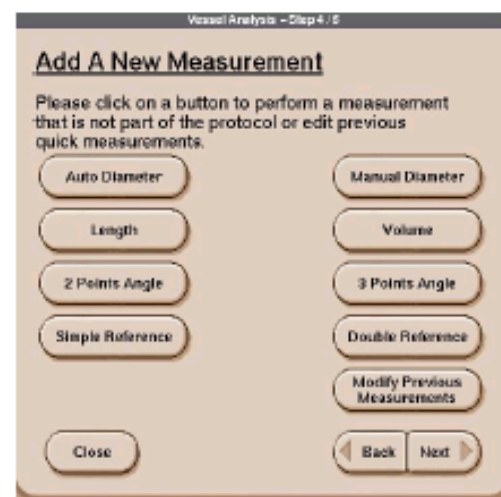 Vessel Analysis - Step 4 / 5
Add A New Measurement
Please click on a button to perform a measurement
that is not part of the protocol or edit previous
quick measurements.
Auto Diameter
Manual Diameter
Length
Volume
2 Points Angle
3 Points Angle
Simple Reference
Double Reference
Modify Previous
Measurements
Close
Back
Next